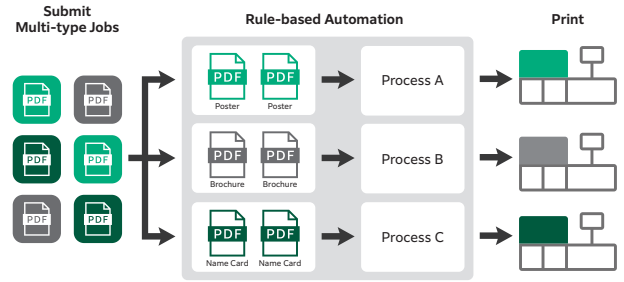 Submit
Multi-type Jobs
Rule-based Automation
Print
PDF
PDF
PDF
PDF
PDF
PDF
PDF
PDF
Poster
Poster
Process A
PDF
PDF
Brochure
Brochure
Process B
PDF
PDF
Name Card
Name Card
Process C